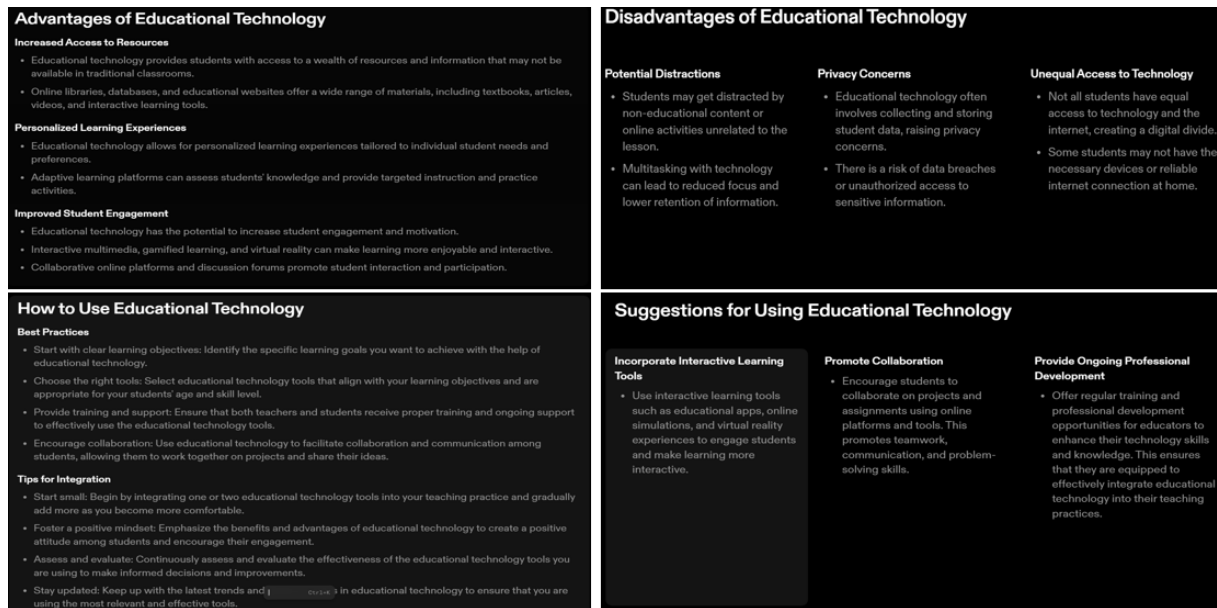 Advantages of Educational Technology
Increased Access to Resources
• Educational technology provides students with access to a wealth of resources and information that may not be
available in traditional classrooms.
• Online libraries, databases, and educational websites offer a wide range of materials, including textbooks, articles,
videos, and interactive learning tools.
Personalized Learning Experiences
• Educational technology allows for personalized learning experiences tailored to individual student needs and
preferences.
• Adaptive learning platforms can assess students' knowledge and provide targeted instruction and practice
activities.
Improved Student Engagement
• Educational technology has the potential to increase student engagement and motivation.
• Interactive multimedia, gamified learning, and virtual reality can make learning more enjoyable and interactive.
• Collaborative online platforms and discussion forums promote student interaction and participation.
Disadvantages of Educational Technology
Potential Distractions
• Students may get distracted by
non-educational content or
online activities unrelated to the
lesson.
• Multitasking with technology
can lead to reduced focus and
lower retention of information.
Privacy Concerns
• Educational technology often
involves collecting and storing
student data, raising privacy
concerns.
• There is a risk of data breaches
or unauthorized access to
sensitive information.
Unequal Access to Technology
• Not all students have equal
access to technology and the
internet, creating a digital divide.
• Some students may not have the
necessary devices or reliable
internet connection at home.
How to Use Educational Technology
Best Practices
• Start with clear learning objectives: Identify the specific learning goals you want to achieve with the help of
educational technology.
• Choose the right tools: Select educational technology tools that align with your learning objectives and are
appropriate for your students' age and skill level.
• Provide training and support: Ensure that both teachers and students receive proper training and ongoing support
to effectively use the educational technology tools.
• Encourage collaboration: Use educational technology to facilitate collaboration and communication among
students, allowing them to work together on projects and share their ideas.
Tips for Integration
• Start small: Begin by integrating one or two educational technology tools into your teaching practice and gradually
add more as you become more comfortable.
• Foster a positive mindset: Emphasize the benefits and advantages of educational technology to create a positive
attitude among students and encourage their engagement.
• Assess and evaluate: Continuously assess and evaluate the effectiveness of the educational technology tools you
are using to make informed decisions and improvements.
• Stay updated: Keep up with the latest trends and Ctrl+K s in educational technology to ensure that you are
using the most relevant and effective tools.
Suggestions for Using Educational Technology
Incorporate Interactive Learning
Tools
• Use interactive learning tools
such as educational apps, online
simulations, and virtual reality
experiences to engage students
and make learning more
interactive.
Promote Collaboration
• Encourage students to
collaborate on projects and
assignments using online
platforms and tools. This
promotes teamwork,
communication, and problem-
solving skills.
Provide Ongoing Professional
Development
• Offer regular training and
professional development
opportunities for educators to
enhance their technology skills
and knowledge. This ensures
that they are equipped to
effectively integrate educational
technology into their teaching
practices.